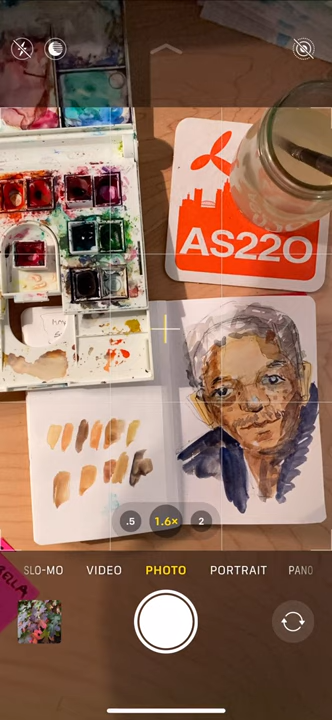 AS220
.5
1.6×
2
SLO-MO
VIDEO
PHOTO
PORTRAIT
PANO